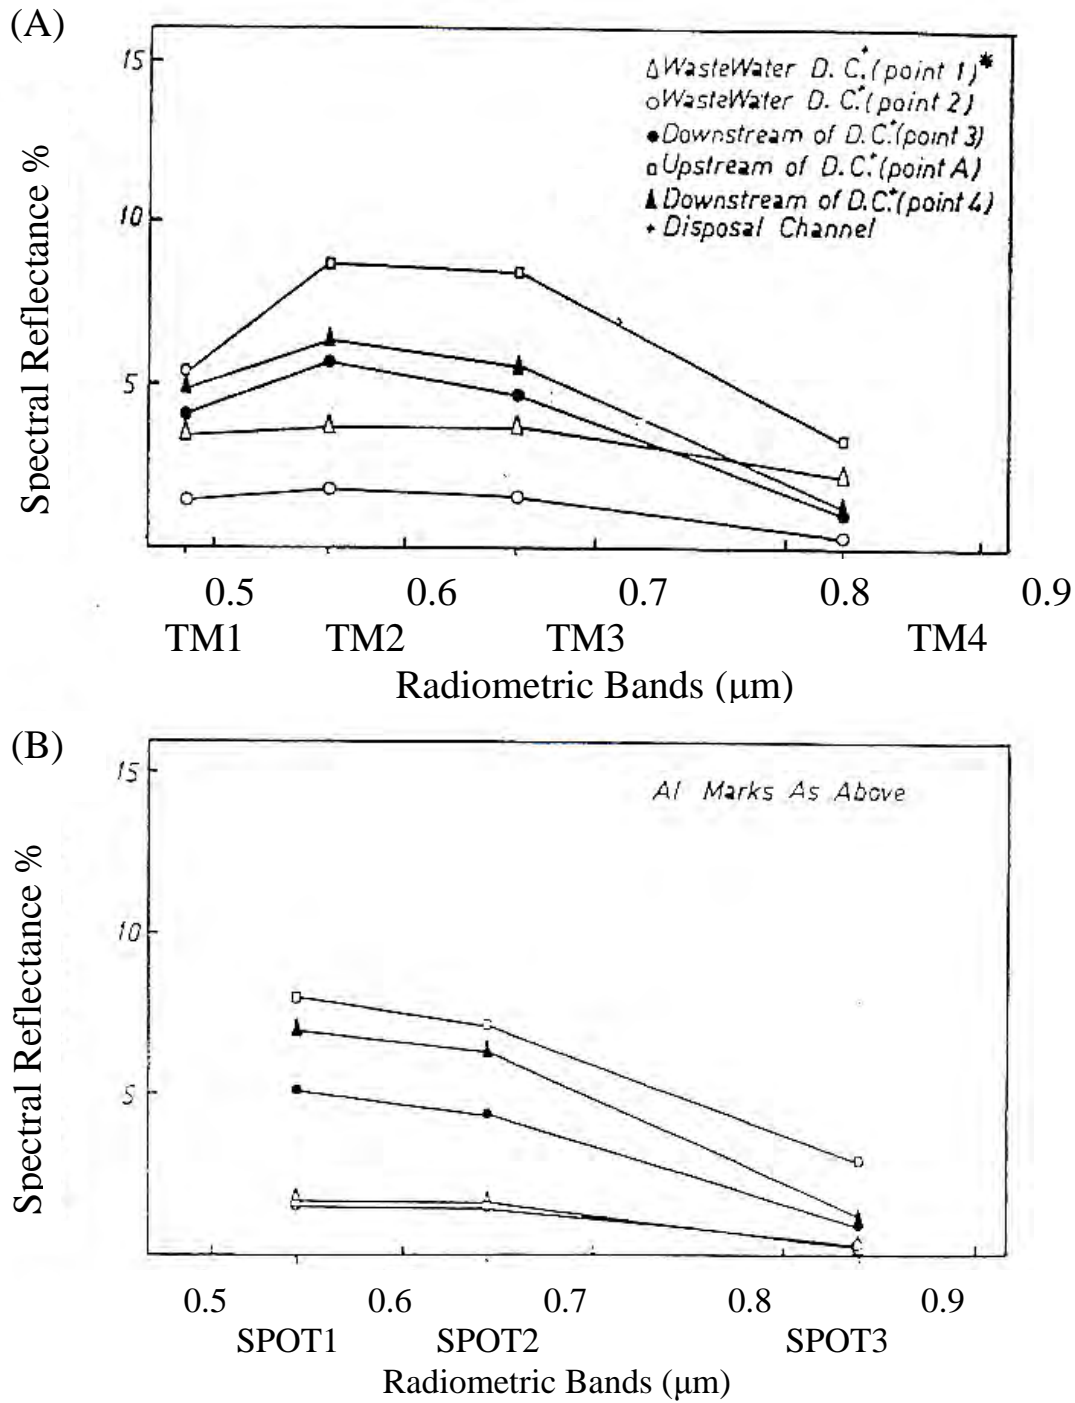 (A)
15
10
5
Spectral Reflectance %
△ WasteWater D. C.⁺ (point 1)*
○ WasteWater D. C.⁺ (point 2)
● Downstream of D.C.⁺ (point 3)
□ Upstream of D. C.⁺ (point A)
▲ Downstream of D.C.⁺ (point 4)
+ Disposal Channel
0.5 0.6 0.7 0.8 0.9
TM1 TM2 TM3 TM4
Radiometric Bands (μm)
(B)
15
10
5
Spectral Reflectance %
Al Marks As Above
0.5 0.6 0.7 0.8 0.9
SPOT1 SPOT2 SPOT3
Radiometric Bands (μm)